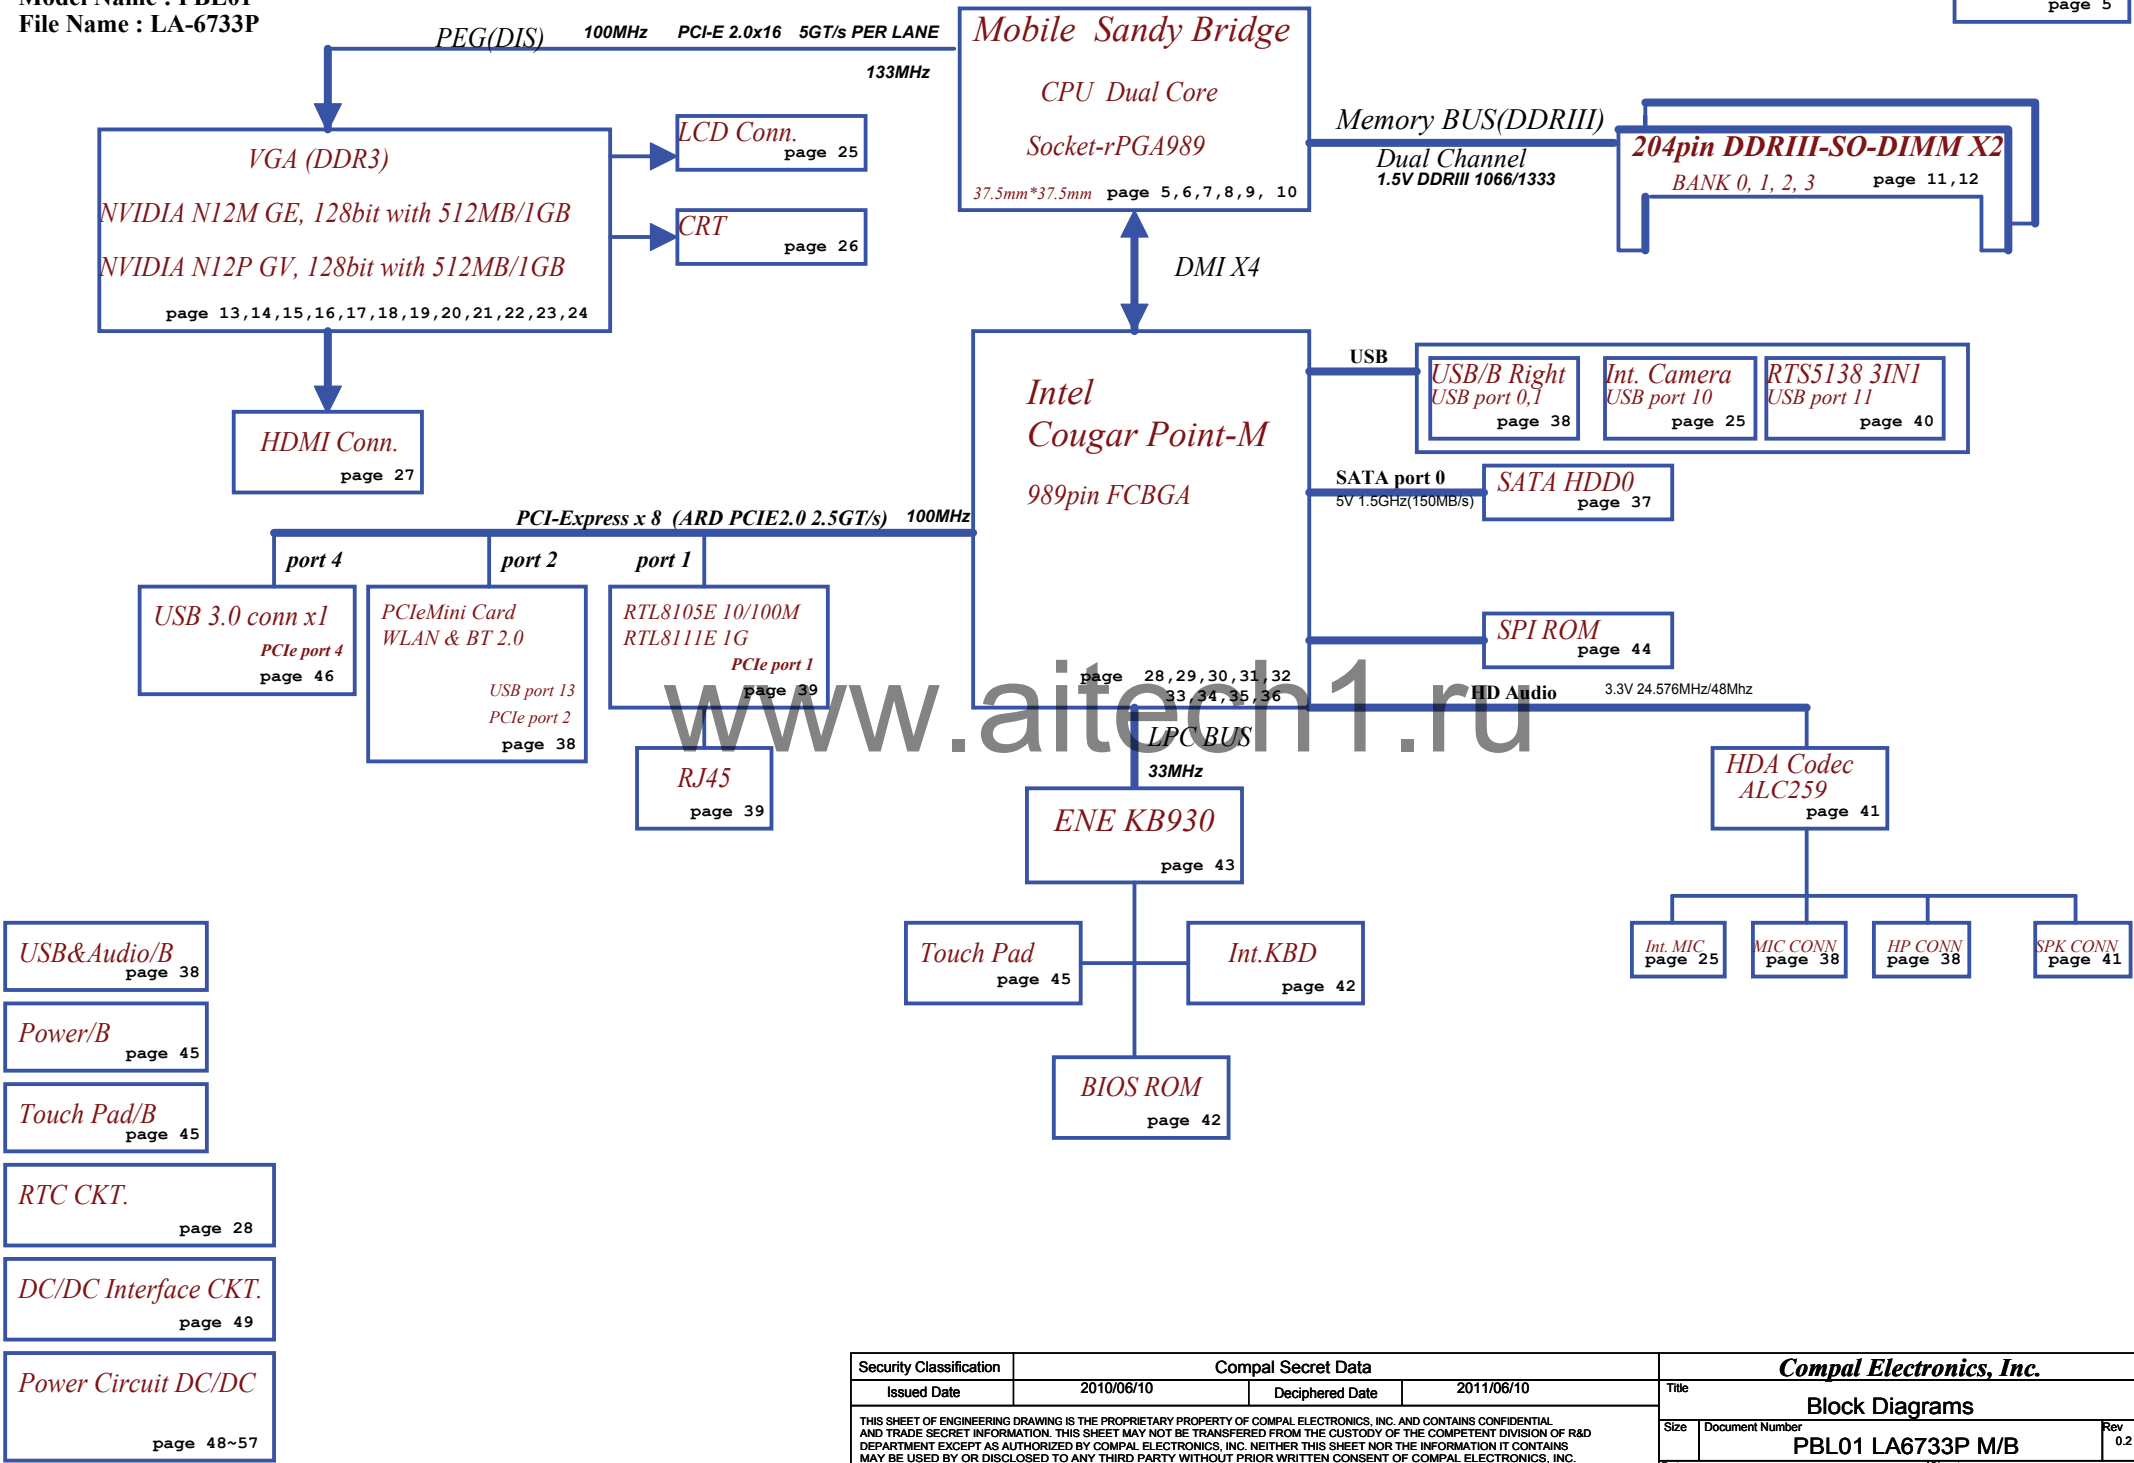 Model Name : PBL01
File Name : LA-6733P
page 5
PEG(DIS)
100MHz
PCI-E 2.0x16
5GT/s PER LANE
133MHz
Mobile Sandy Bridge
CPU Dual Core
Socket-rPGA989
37.5mm*37.5mm
page 5,6,7,8,9, 10
Memory BUS(DDRIII)
Dual Channel
1.5V DDRIII 1066/1333
204pin DDRIII-SO-DIMM X2
BANK 0, 1, 2, 3
page 11,12
VGA (DDR3)
NVIDIA N12M GE, 128bit with 512MB/1GB
NVIDIA N12P GV, 128bit with 512MB/1GB
page 13,14,15,16,17,18,19,20,21,22,23,24
LCD Conn.
page 25
CRT
page 26
DMI X4
HDMI Conn.
page 27
Intel
Cougar Point-M
989pin FCBGA
page 28,29,30,31,32
33,34,35,36
USB
USB/B Right
USB port 0,1
page 38
Int. Camera
USB port 10
page 25
RTS5138 3IN1
USB port 11
page 40
SATA port 0
5V 1.5GHz(150MB/s)
SATA HDD0
page 37
PCI-Express x 8 (ARD PCIE2.0 2.5GT/s)
100MHz
port 4
port 2
port 1
USB 3.0 conn x1
PCIe port 4
page 46
PCIeMini Card
WLAN & BT 2.0
USB port 13
PCIe port 2
page 38
RTL8105E 10/100M
RTL8111E 1G
PCIe port 1
page 39
RJ45
page 39
SPI ROM
page 44
HD Audio
3.3V 24.576MHz/48Mhz
www.aitech1.ru
LPC BUS
33MHz
ENE KB930
page 43
HDA Codec
ALC259
page 41
Touch Pad
page 45
Int.KBD
page 42
BIOS ROM
page 42
Int. MIC
page 25
MIC CONN
page 38
HP CONN
page 38
SPK CONN
page 41
USB&Audio/B
page 38
Power/B
page 45
Touch Pad/B
page 45
RTC CKT.
page 28
DC/DC Interface CKT.
page 49
Power Circuit DC/DC
page 48~57
Security Classification
Compal Secret Data
Issued Date
2010/06/10
Deciphered Date
2011/06/10
THIS SHEET OF ENGINEERING DRAWING IS THE PROPRIETARY PROPERTY OF COMPAL ELECTRONICS, INC. AND CONTAINS CONFIDENTIAL
AND TRADE SECRET INFORMATION. THIS SHEET MAY NOT BE TRANSFERED FROM THE CUSTODY OF THE COMPETENT DIVISION OF R&D
DEPARTMENT EXCEPT AS AUTHORIZED BY COMPAL ELECTRONICS, INC. NEITHER THIS SHEET NOR THE INFORMATION IT CONTAINS
MAY BE USED BY OR DISCLOSED TO ANY THIRD PARTY WITHOUT PRIOR WRITTEN CONSENT OF COMPAL ELECTRONICS, INC.
Compal Electronics, Inc.
Title
Block Diagrams
Size
Document Number
PBL01 LA6733P M/B
Rev
0.2